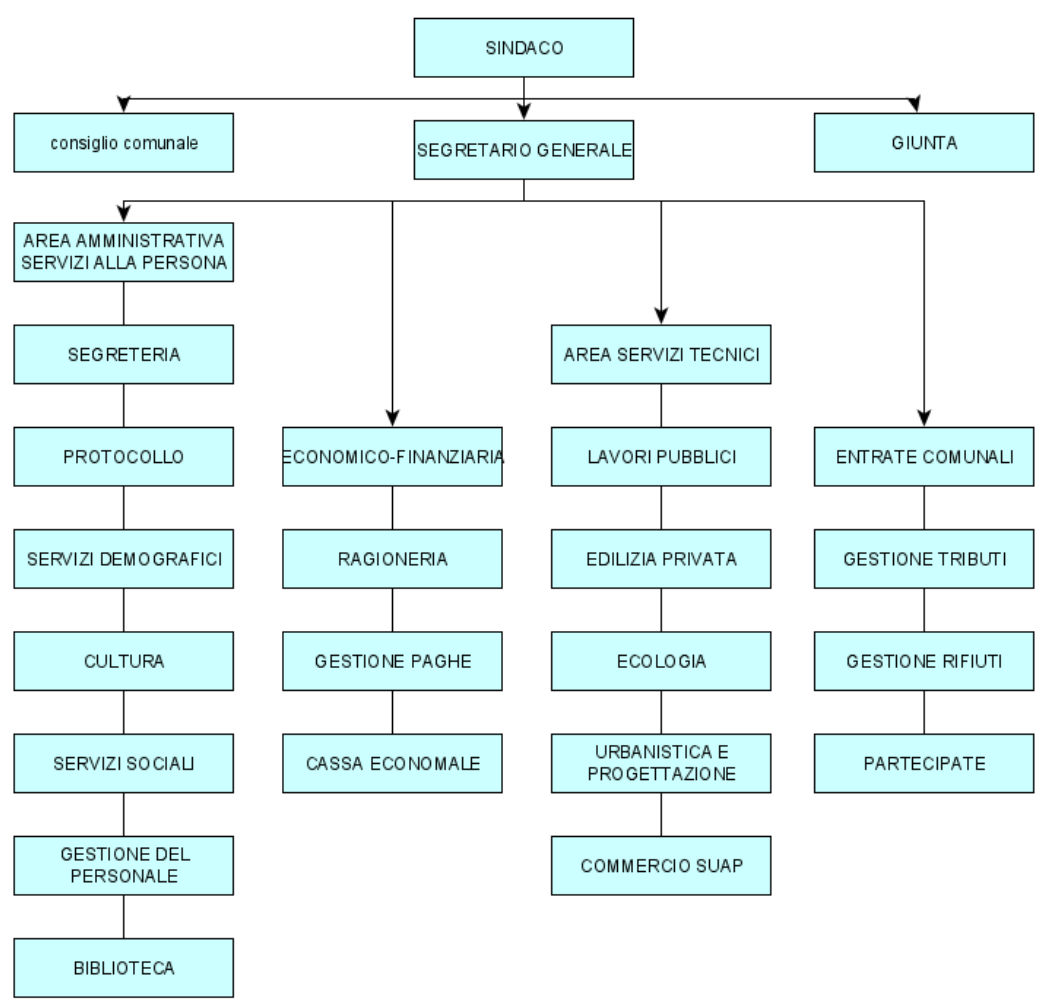 SINDACO
consiglio comunale
SEGRETARIO GENERALE
GIUNTA
AREA AMMINISTRATIVA
SERVIZI ALLA PERSONA
SEGRETERIA
AREA SERVIZI TECNICI
PROTOCOLLO
ECONOMICO-FINANZIARIA
LAVORI PUBBLICI
ENTRATE COMUNALI
SERVIZI DEMOGRAFICI
RAGIONERIA
EDILIZIA PRIVATA
GESTIONE TRIBUTI
CULTURA
GESTIONE PAGHE
ECOLOGIA
GESTIONE RIFIUTI
SERVIZI SOCIALI
CASSA ECONOMALE
URBANISTICA E
PROGETTAZIONE
PARTECIPATE
GESTIONE DEL
PERSONALE
COMMERCIO SUAP
BIBLIOTECA